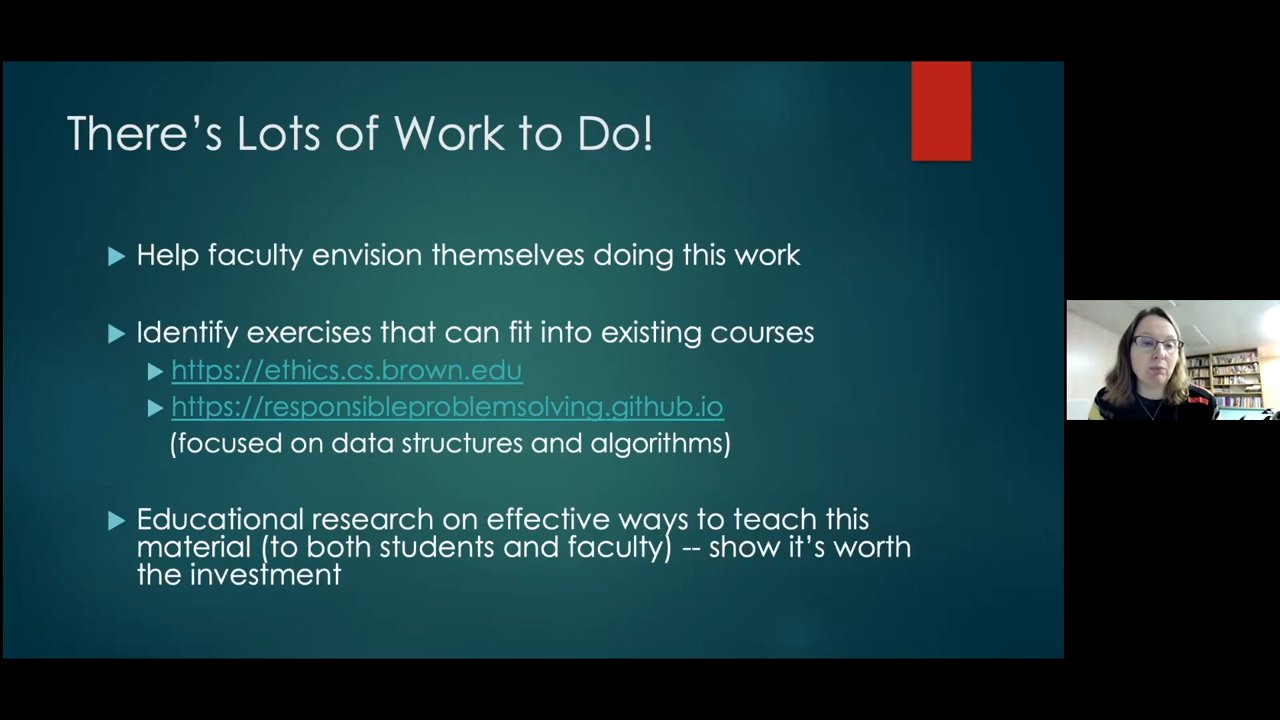 There's Lots of Work to Do!
Help faculty envision themselves doing this work
Identify exercises that can fit into existing courses
https://ethics.cs.brown.edu
https://responsibleproblemsolving.github.io
(focused on data structures and algorithms)
Educational research on effective ways to teach this
material (to both students and faculty) -- show it's worth
the investment